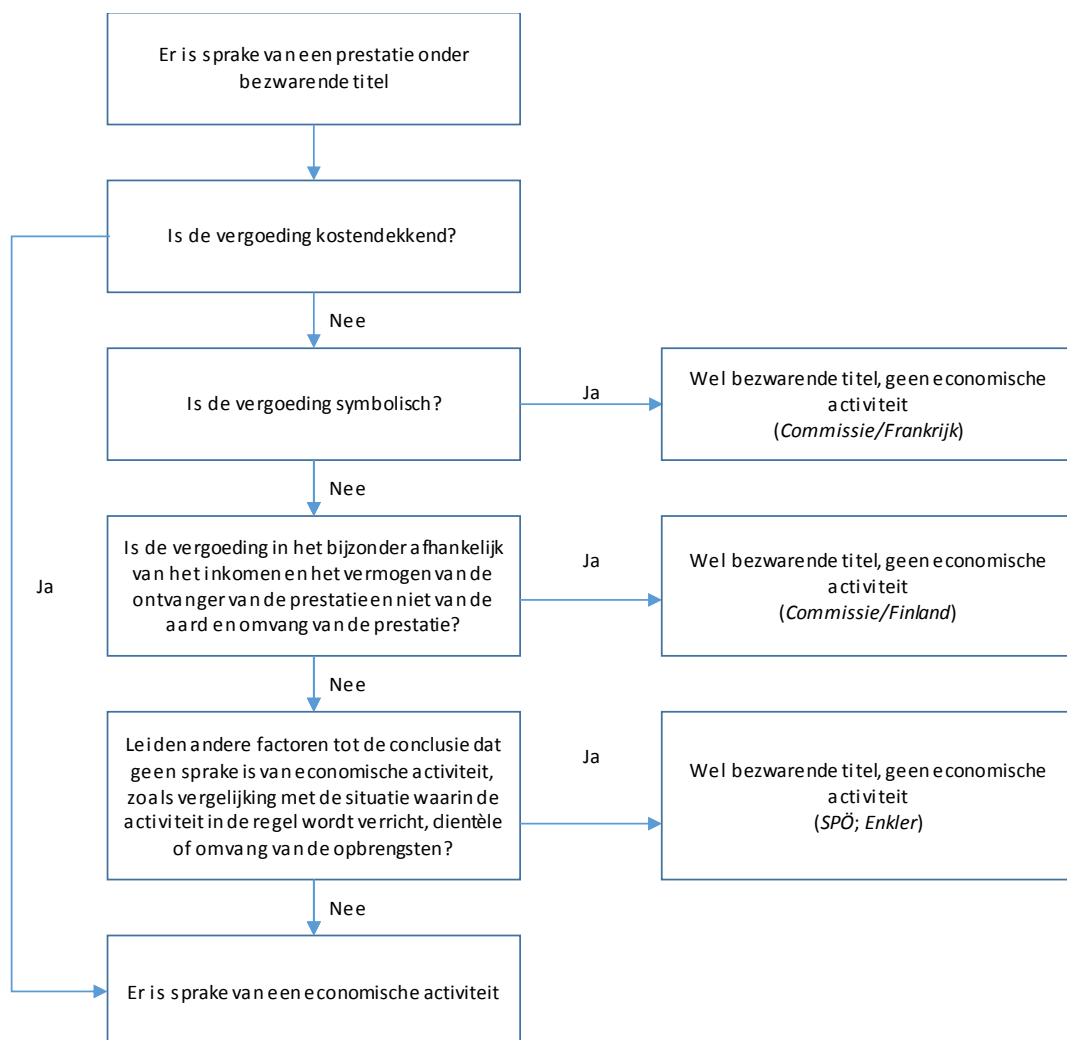 Er is sprake van een prestatie onder
bezwarende titel
Is de vergoeding kostendekkend?
Nee
Is de vergoeding symbolisch?
Ja
Wel bezwarende titel, geen economische
activiteit
(Commissie/Frankrijk)
Nee
Is de vergoeding in het bijzonder afhankelijk
van het inkomen en het vermogen van de
ontvanger van de prestatie en niet van de
aard en omvang van de prestatie?
Ja
Wel bezwarende titel, geen economische
activiteit
(Commissie/Finland)
Ja
Nee
Leiden andere factoren tot de conclusie dat
geen sprake is van economische activiteit,
zoals vergelijking met de situatie waarin de
activiteit in de regel wordt verricht, clientèle
of omvang van de opbrengsten?
Ja
Wel bezwarende titel, geen economische
activiteit
(SPÖ; Enkler)
Nee
Er is sprake van een economische activiteit